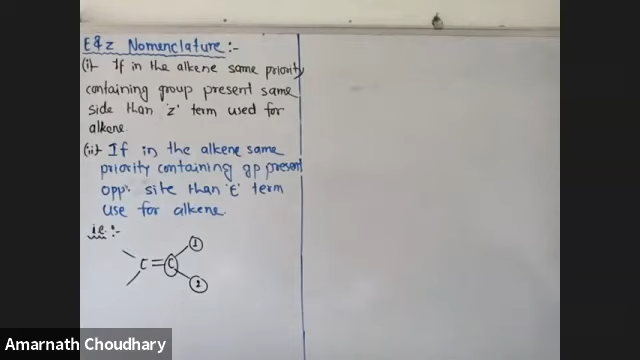 E & Z Nomenclature :-
(i) If in the alkene same priority
containing group present same
side than 'Z' term used for
alkene.
(ii) If in the alkene same
priority containing gp present
opp. site than 'E' term
use for alkene.
i.e. :-
C = C
1
2
Amarnath Choudhary